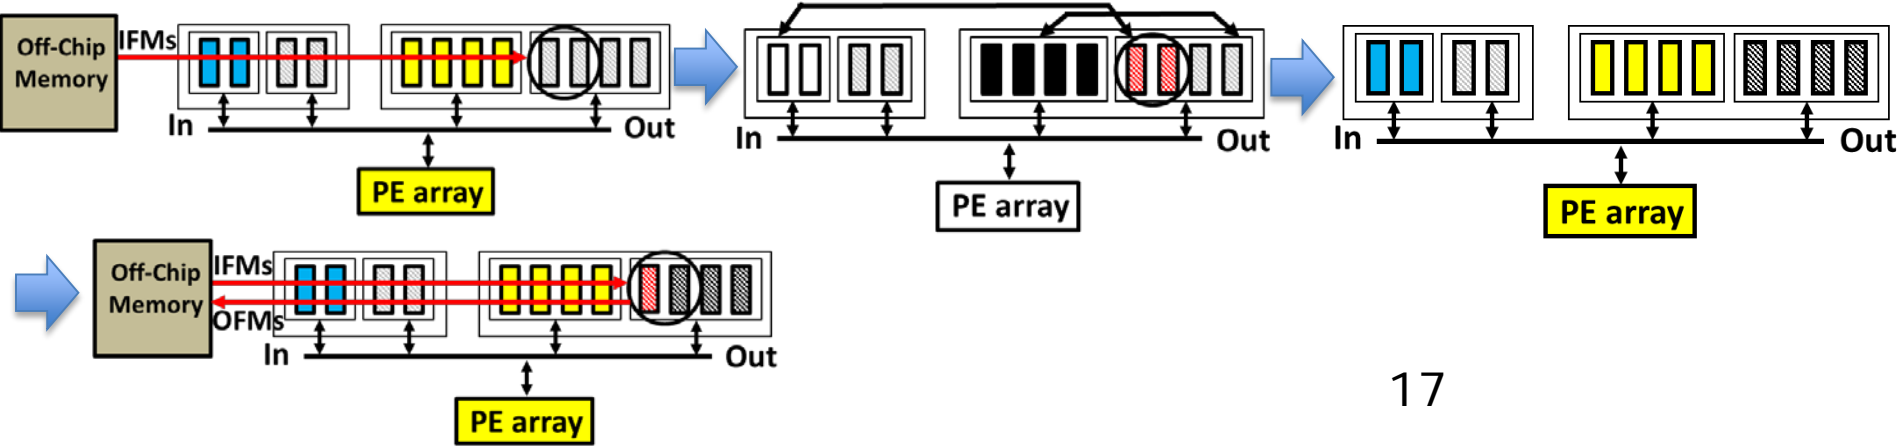 Off-Chip
Memory
IFMs
In
Out
PE array
In
Out
PE array
In
Out
PE array
Off-Chip
Memory
IFMs
OFMs
In
Out
PE array
17